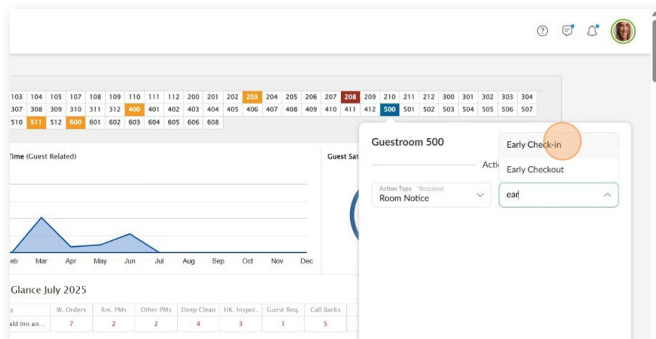 103 104 105 107 108 109 110 111 112 200 201 202 203 204 205 206 207 208 209 210 211 212 300 301 302 303 304
307 308 309 310 311 312 400 401 402 403 404 405 406 407 408 409 410 411 412 500 501 502 503 504 505 506 507
510 511 512 600 601 602 603 604 605 606 608
Time (Guest Related)
Guest Sat
eb Mar Apr May Jun Jul Aug Sep Oct Nov Dec
Guestroom 500
Early Check-in
Acti
Early Checkout
Action Type *Required
Room Notice
ear
Glance July 2025
y W. Orders Rm. PMs Other PMs Deep Clean HK. Inspec. Guest Req. Call Backs
ald Inn an... 7 2 2 4 3 1 5